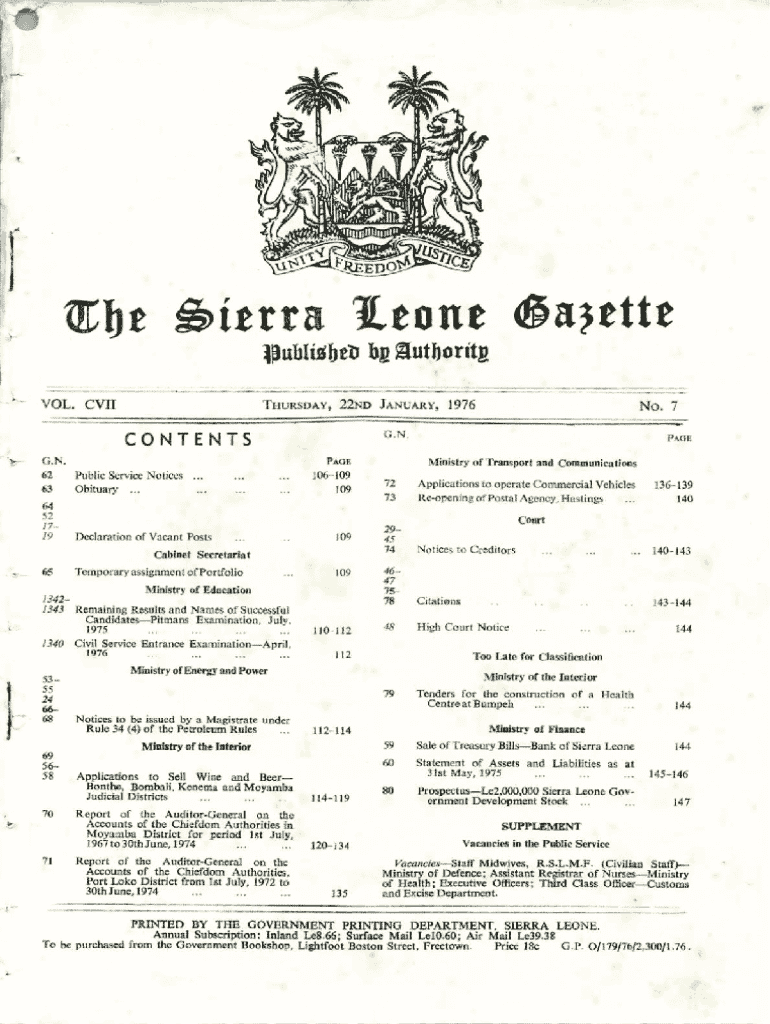 UNITY FREEDOM JUSTICE
The Sierra Leone Gazette
Published by Authority
VOL. CVII THURSDAY, 22ND JANUARY, 1976 No. 7
CONTENTS
G.N. PAGE
62 Public Service Notices ... ... ... 106-109
63 Obituary ... ... ... ... 109
64
52
17-
19 Declaration of Vacant Posts ... ... 109
Cabinet Secretariat
65 Temporary assignment of Portfolio ... 109
Ministry of Education
1342-
1343 Remaining Results and Names of Successful
Candidates—Pitmans Examination, July,
1975 ... ... ... ... 110-112
1340 Civil Service Entrance Examination—April,
1976 ... ... ... ... 112
Ministry of Energy and Power
53-
55
24
66-
68 Notices to be issued by a Magistrate under
Rule 34 (4) of the Petroleum Rules ... 112-114
Ministry of the Interior
69
56-
58 Applications to Sell Wine and Beer—
Bonthe, Bombali, Kenema and Moyamba
Judicial Districts ... ... ... 114-119
70 Report of the Auditor-General on the
Accounts of the Chiefdom Authorities in
Moyamba District for period 1st July,
1967 to 30th June, 1974 ... ... 120-134
71 Report of the Auditor-General on the
Accounts of the Chiefdom Authorities,
Port Loko District from 1st July, 1972 to
30th June, 1974 ... ... ... 135
G.N. PAGE
Ministry of Transport and Communications
72 Applications to operate Commercial Vehicles 136-139
73 Re-opening of Postal Agency, Hastings ... 140
Court
29-
45
74 Notices to Creditors ... ... ... 140-143
46-
47
75-
78 Citations ... ... ... ... 143-144
48 High Court Notice ... ... ... 144
Too Late for Classification
Ministry of the Interior
79 Tenders for the construction of a Health
Centre at Bumpeh ... ... ... 144
Ministry of Finance
59 Sale of Treasury Bills—Bank of Sierra Leone 144
60 Statement of Assets and Liabilities as at
31st May, 1975 ... ... ... 145-146
80 Prospectus—Le2,000,000 Sierra Leone Gov-
ernment Development Stock ... ... 147
SUPPLEMENT
Vacancies in the Public Service
Vacancies—Staff Midwives, R.S.L.M.F. (Civilian Staff)—
Ministry of Defence; Assistant Registrar of Nurses—Ministry
of Health; Executive Officers; Third Class Officer—Customs
and Excise Department.
PRINTED BY THE GOVERNMENT PRINTING DEPARTMENT, SIERRA LEONE.
Annual Subscription: Inland Le8.66; Surface Mail Le10.60; Air Mail Le39.38
To be purchased from the Government Bookshop, Lightfoot Boston Street, Freetown. Price 18c G.P. O/179/76/2,300/1.76.